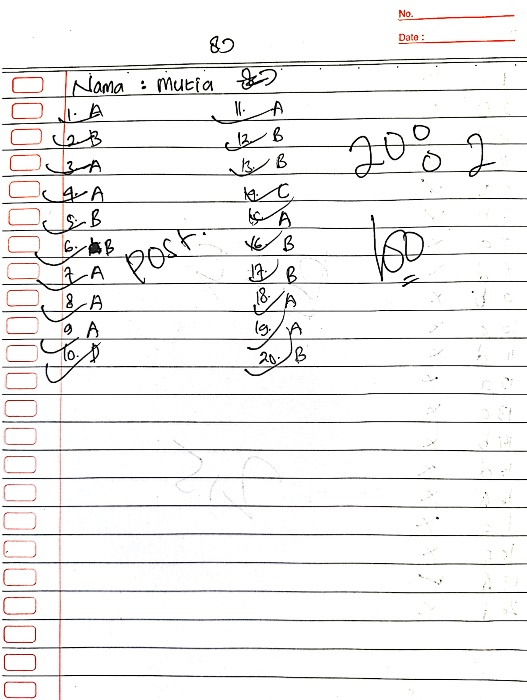 No.
Date :
Nama : Mutia
1. A 11. A
2. B 12. B
3. A 13. B
4. A 14. C
5. B 15. A
6. B 16. B
7. A 17. B
8. A 18. A
9. A 19. A
10. D 20. B
Post.
20 % 2
100